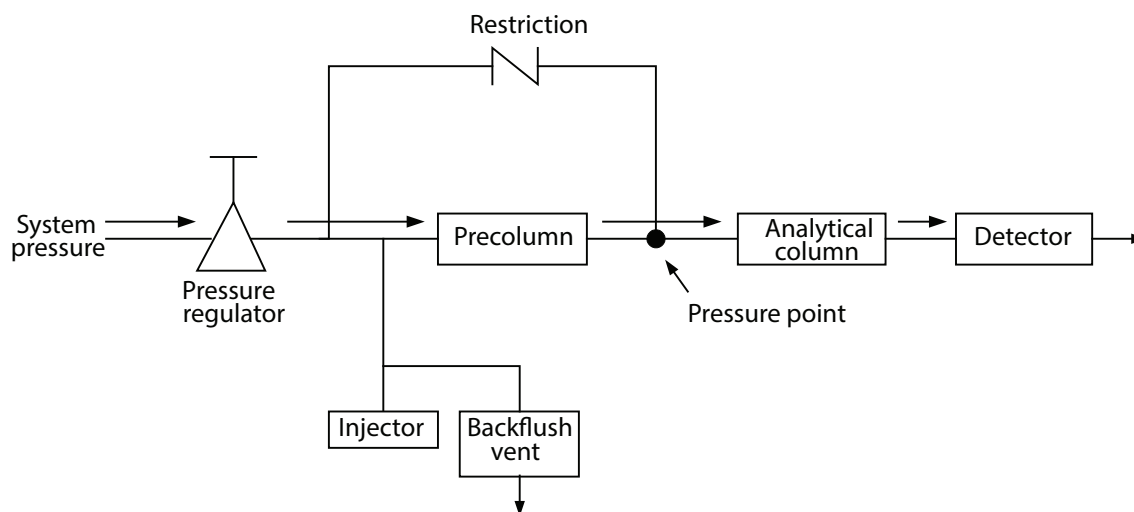 Restriction
System
pressure
Pressure
regulator
Precolumn
Analytical
column
Detector
Pressure point
Injector
Backflush
vent